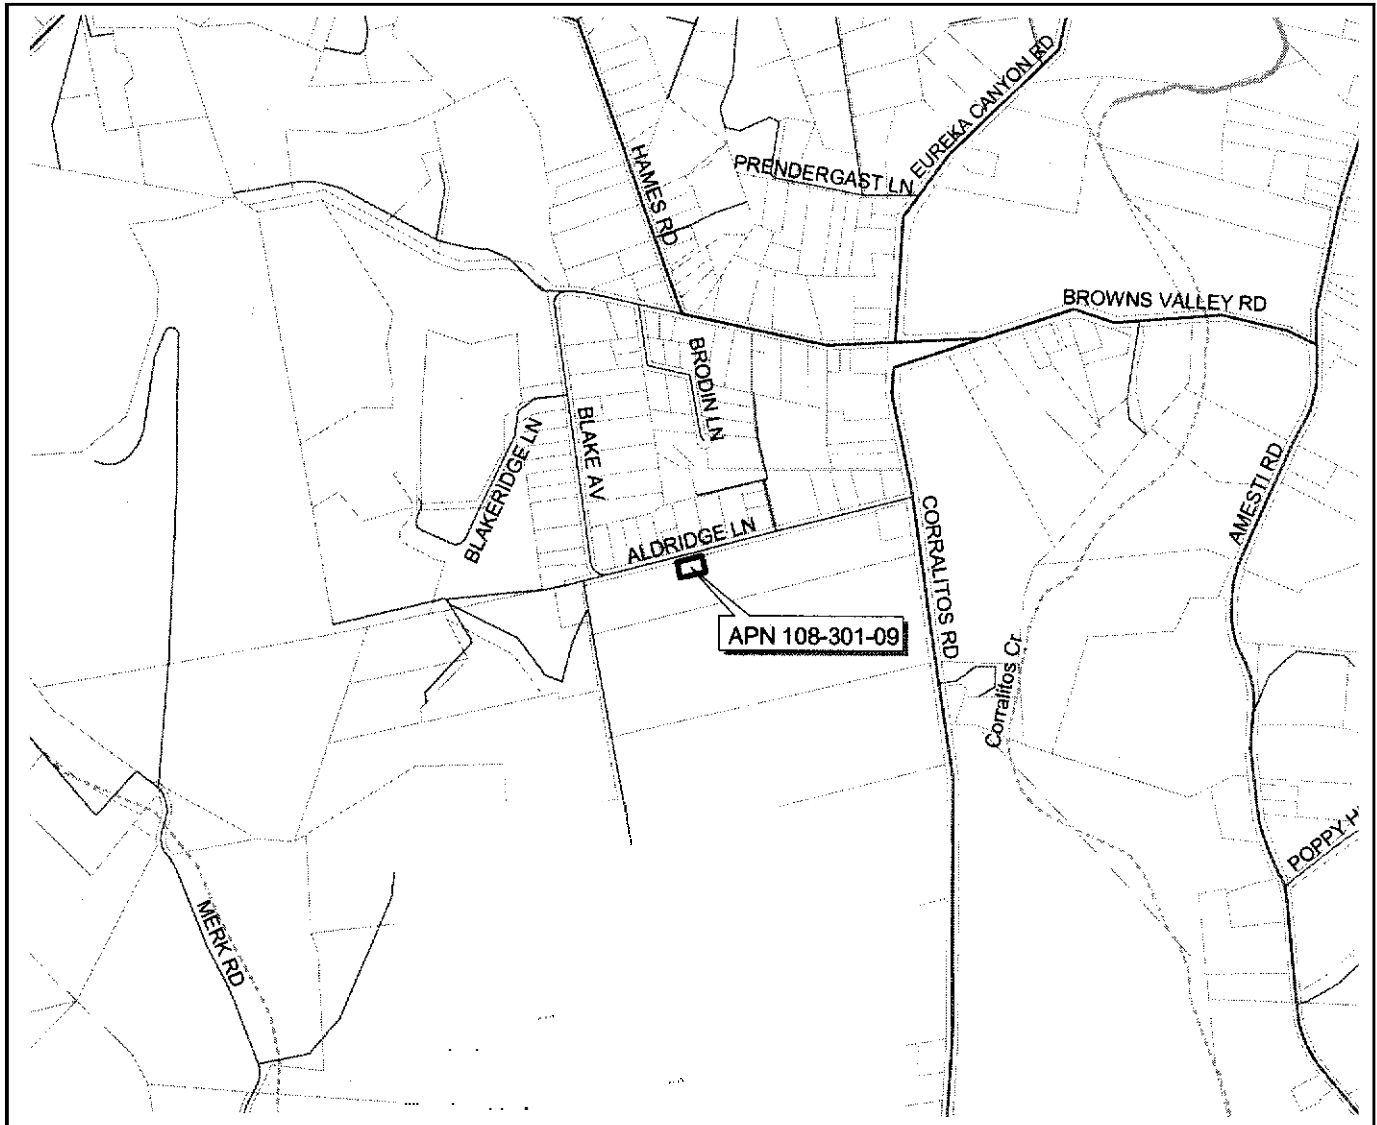 EUREKA CANYON RD
HAMES RD
PRENDERGAST LN
BROWNS VALLEY RD
BRODIN LN
BLAKERIDGE LN
BLAKE AV
AMESTI RD
ALDRIDGE LN
CORRALITOS RD
APN 108-301-09
Corralitos Cr
POPPY H
MERK RD